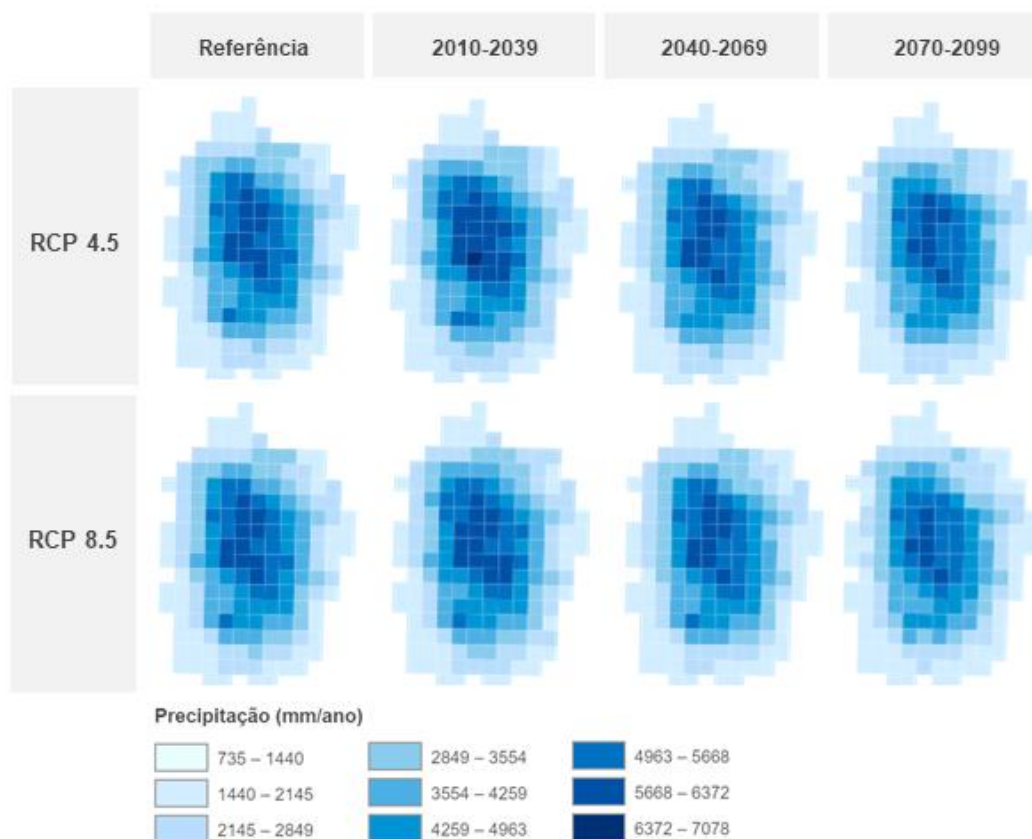 Referência 2010-2039 2040-2069 2070-2099
RCP 4.5
RCP 8.5
Precipitação (mm/ano)
735 – 1440 2849 – 3554 4963 – 5668
1440 – 2145 3554 – 4259 5668 – 6372
2145 – 2849 4259 – 4963 6372 – 7078